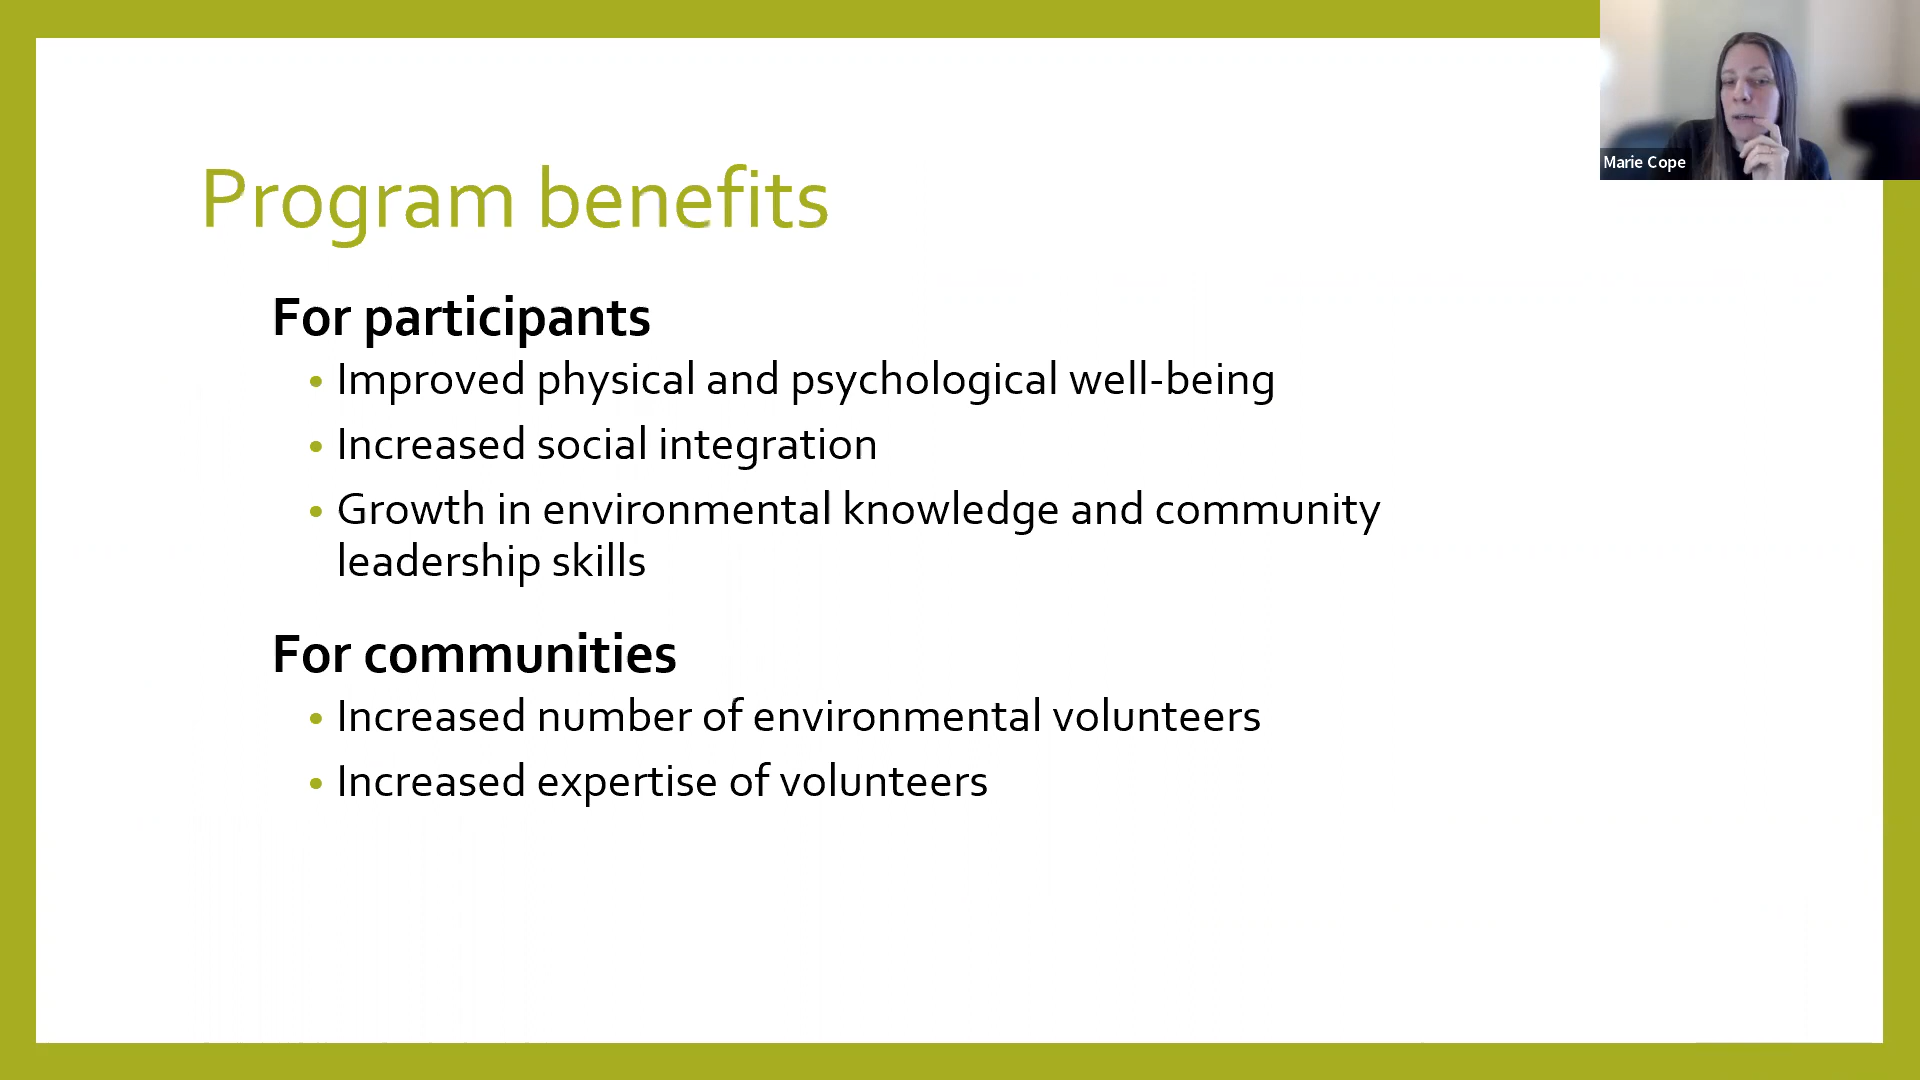 Marie Cope
Program benefits
For participants
• Improved physical and psychological well-being
• Increased social integration
• Growth in environmental knowledge and community
leadership skills
For communities
• Increased number of environmental volunteers
• Increased expertise of volunteers